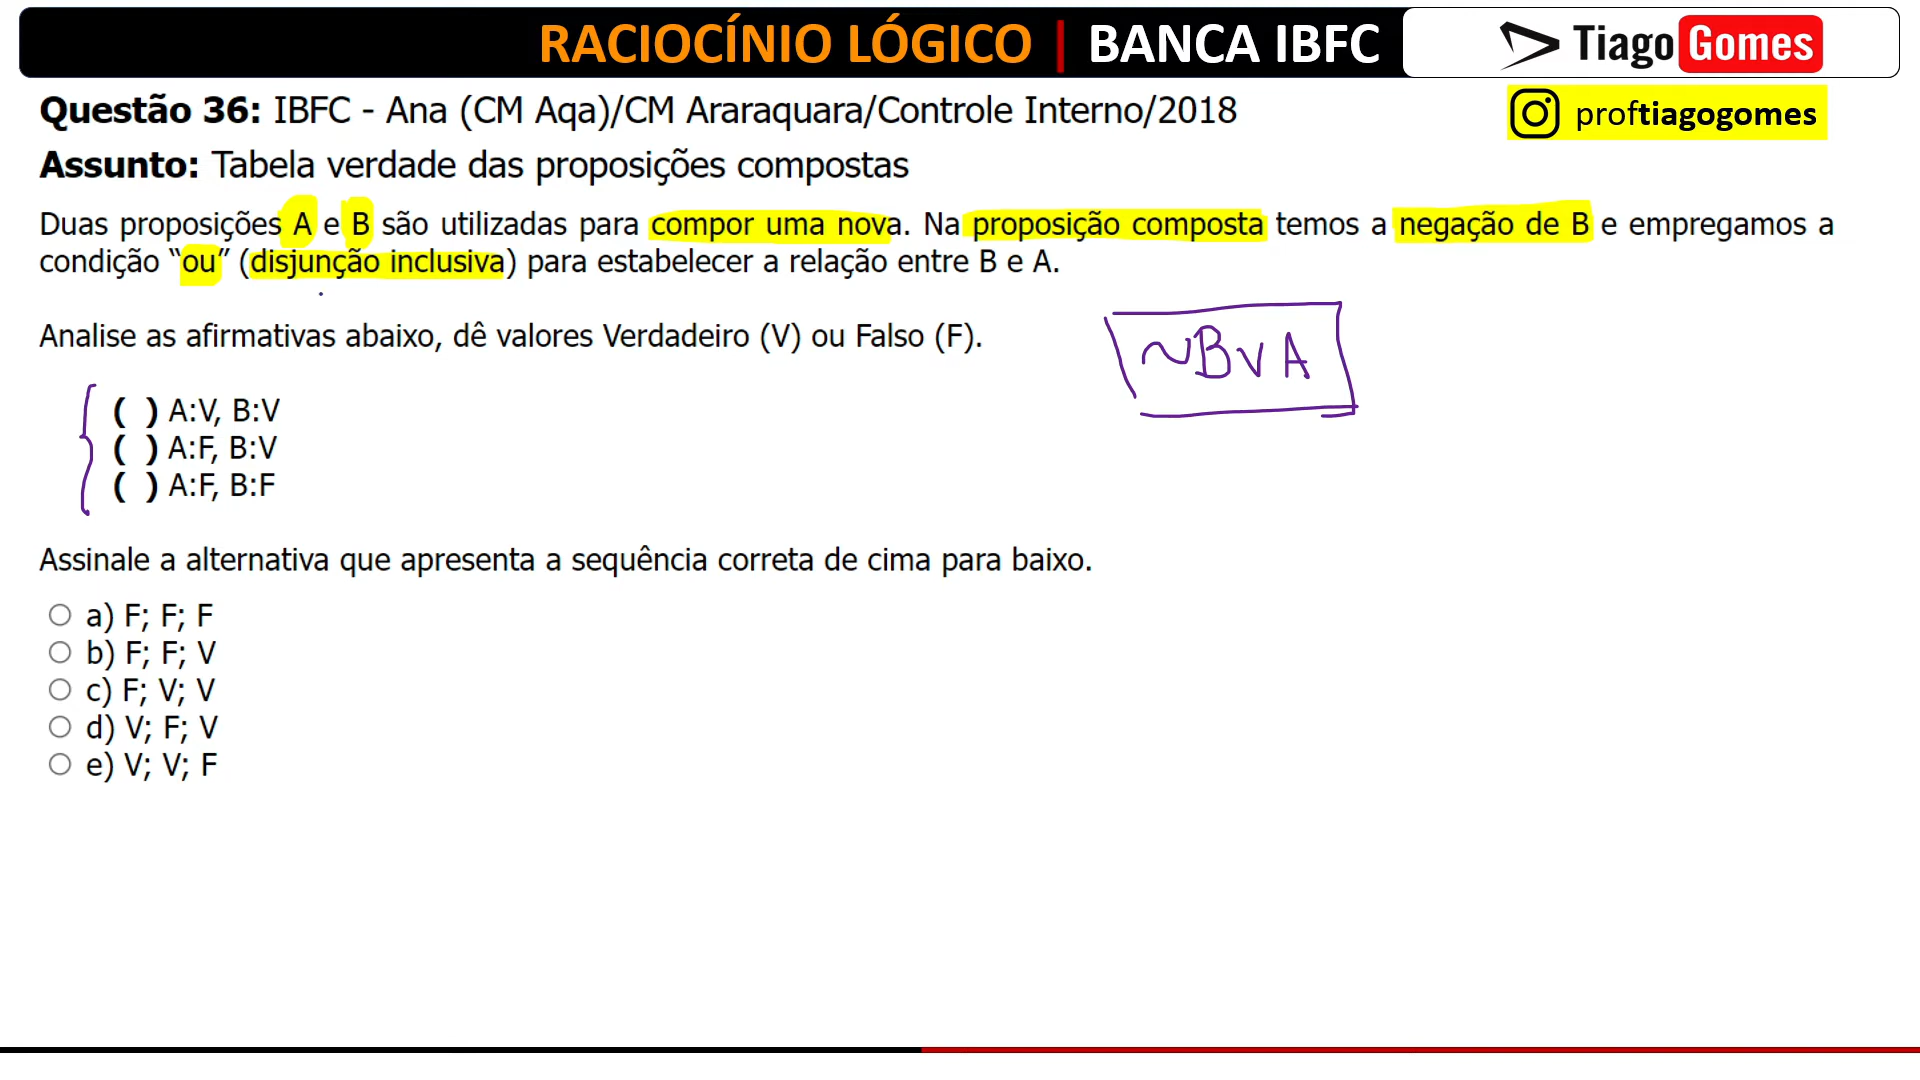 RACIOCÍNIO LÓGICO | BANCA IBFC
Tiago Gomes
Questão 36: IBFC - Ana (CM Aqa)/CM Araraquara/Controle Interno/2018
proftiagogomes
Assunto: Tabela verdade das proposições compostas
Duas proposições A e B são utilizadas para compor uma nova. Na proposição composta temos a negação de B e empregamos a
condição “ou” (disjunção inclusiva) para estabelecer a relação entre B e A.
Analise as afirmativas abaixo, dê valores Verdadeiro (V) ou Falso (F).
~B v A
( ) A:V, B:V
( ) A:F, B:V
( ) A:F, B:F
Assinale a alternativa que apresenta a sequência correta de cima para baixo.
a) F; F; F
b) F; F; V
c) F; V; V
d) V; F; V
e) V; V; F